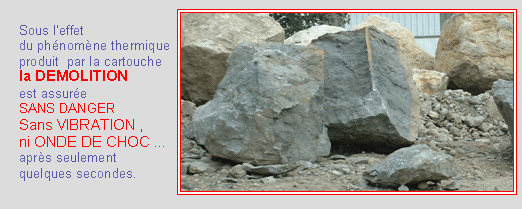 Sous l'effet
du phénomène thermique
produit par la cartouche
la DEMOLITION
est assurée
SANS DANGER
Sans VIBRATION ,
ni ONDE DE CHOC ...
après seulement
quelques secondes.